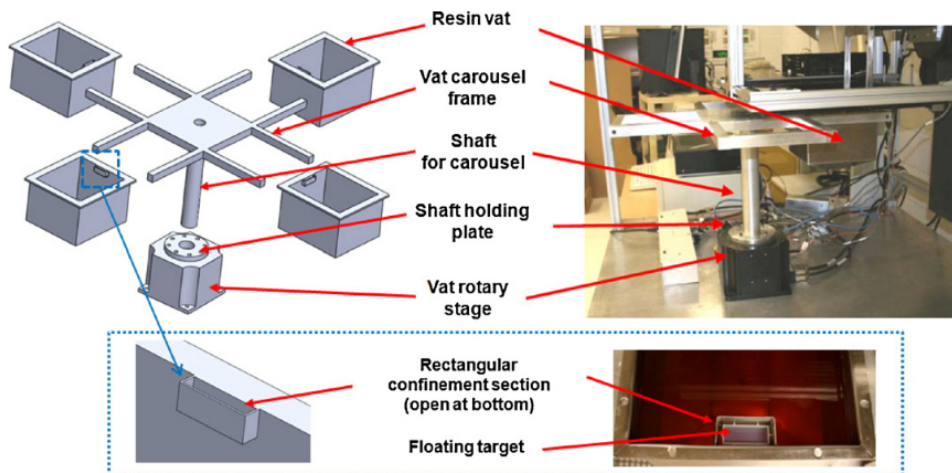 Resin vat
Vat carousel
frame
Shaft
for carousel
Shaft holding
plate
Vat rotary
stage
Rectangular
confinement section
(open at bottom)
Floating target